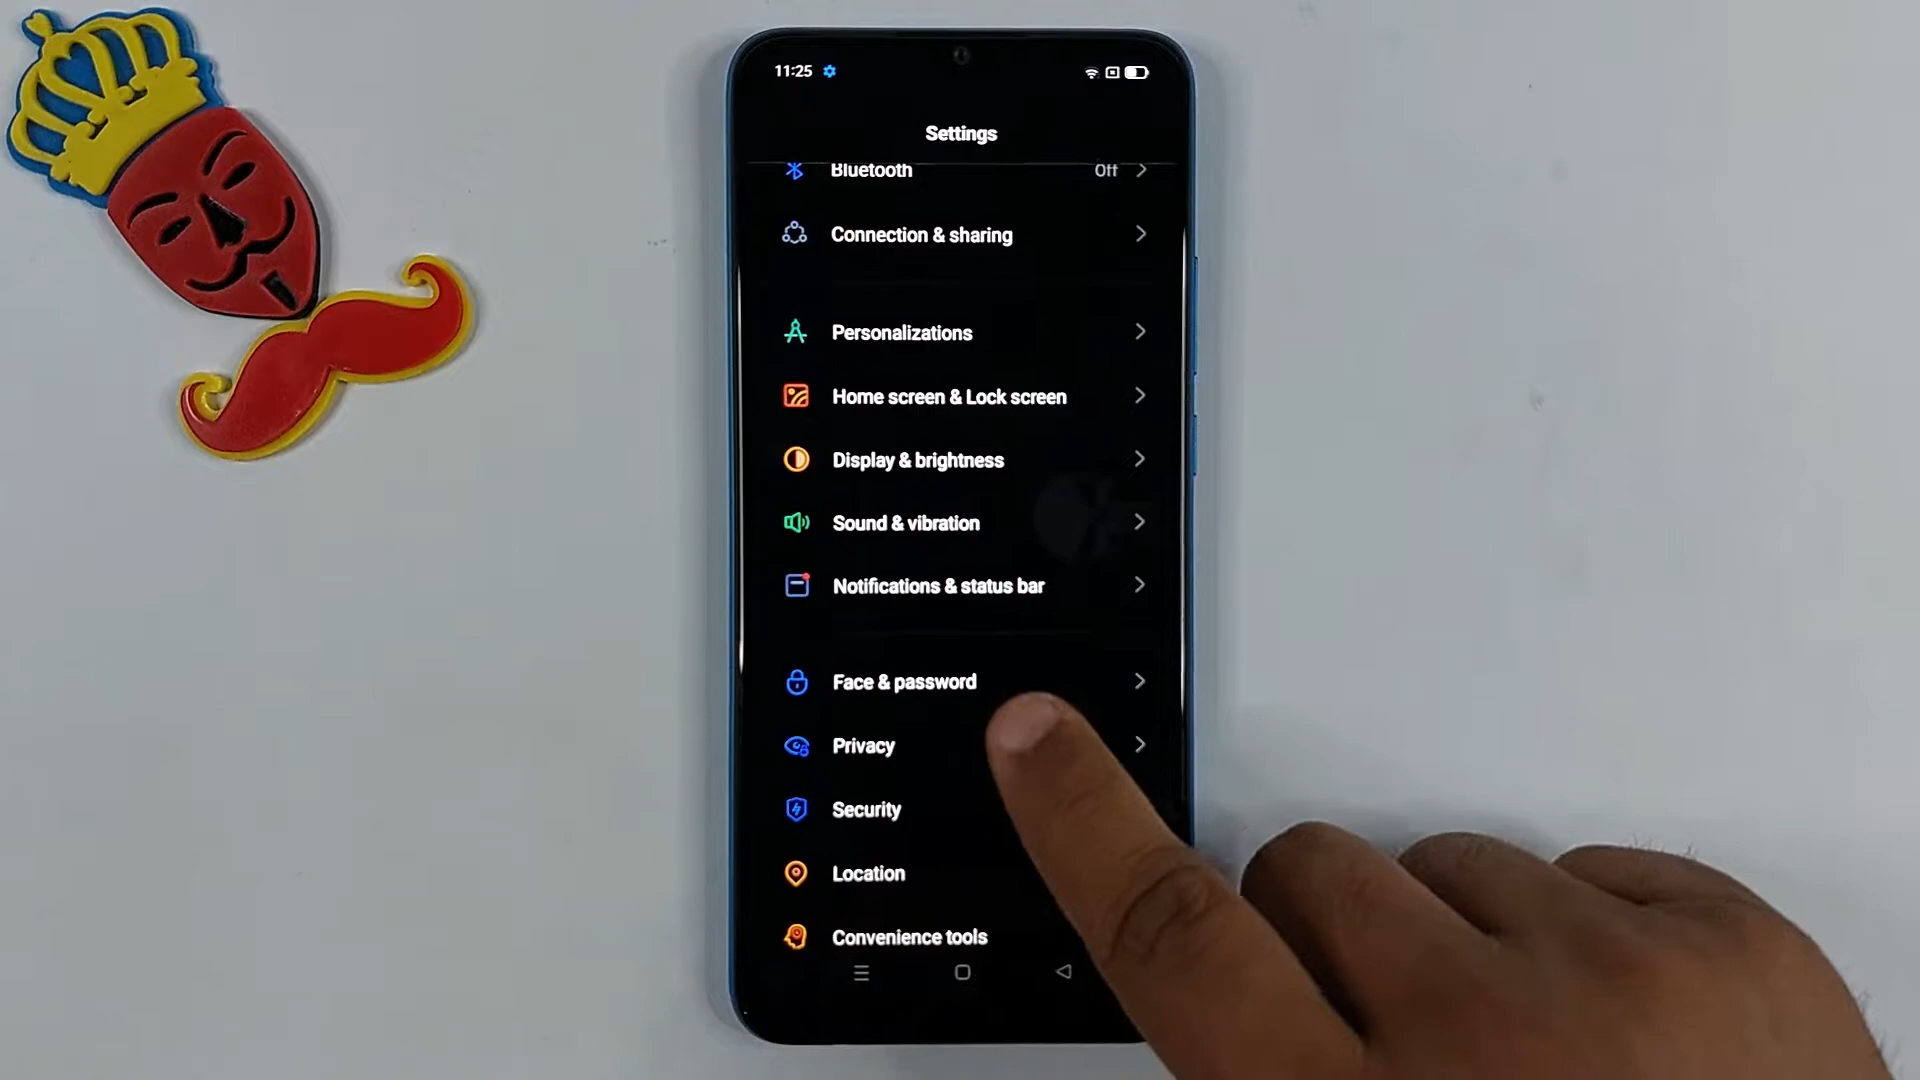 11:25
Settings
Bluetooth Off
Connection & sharing
Personalizations
Home screen & Lock screen
Display & brightness
Sound & vibration
Notifications & status bar
Face & password
Privacy
Security
Location
Convenience tools